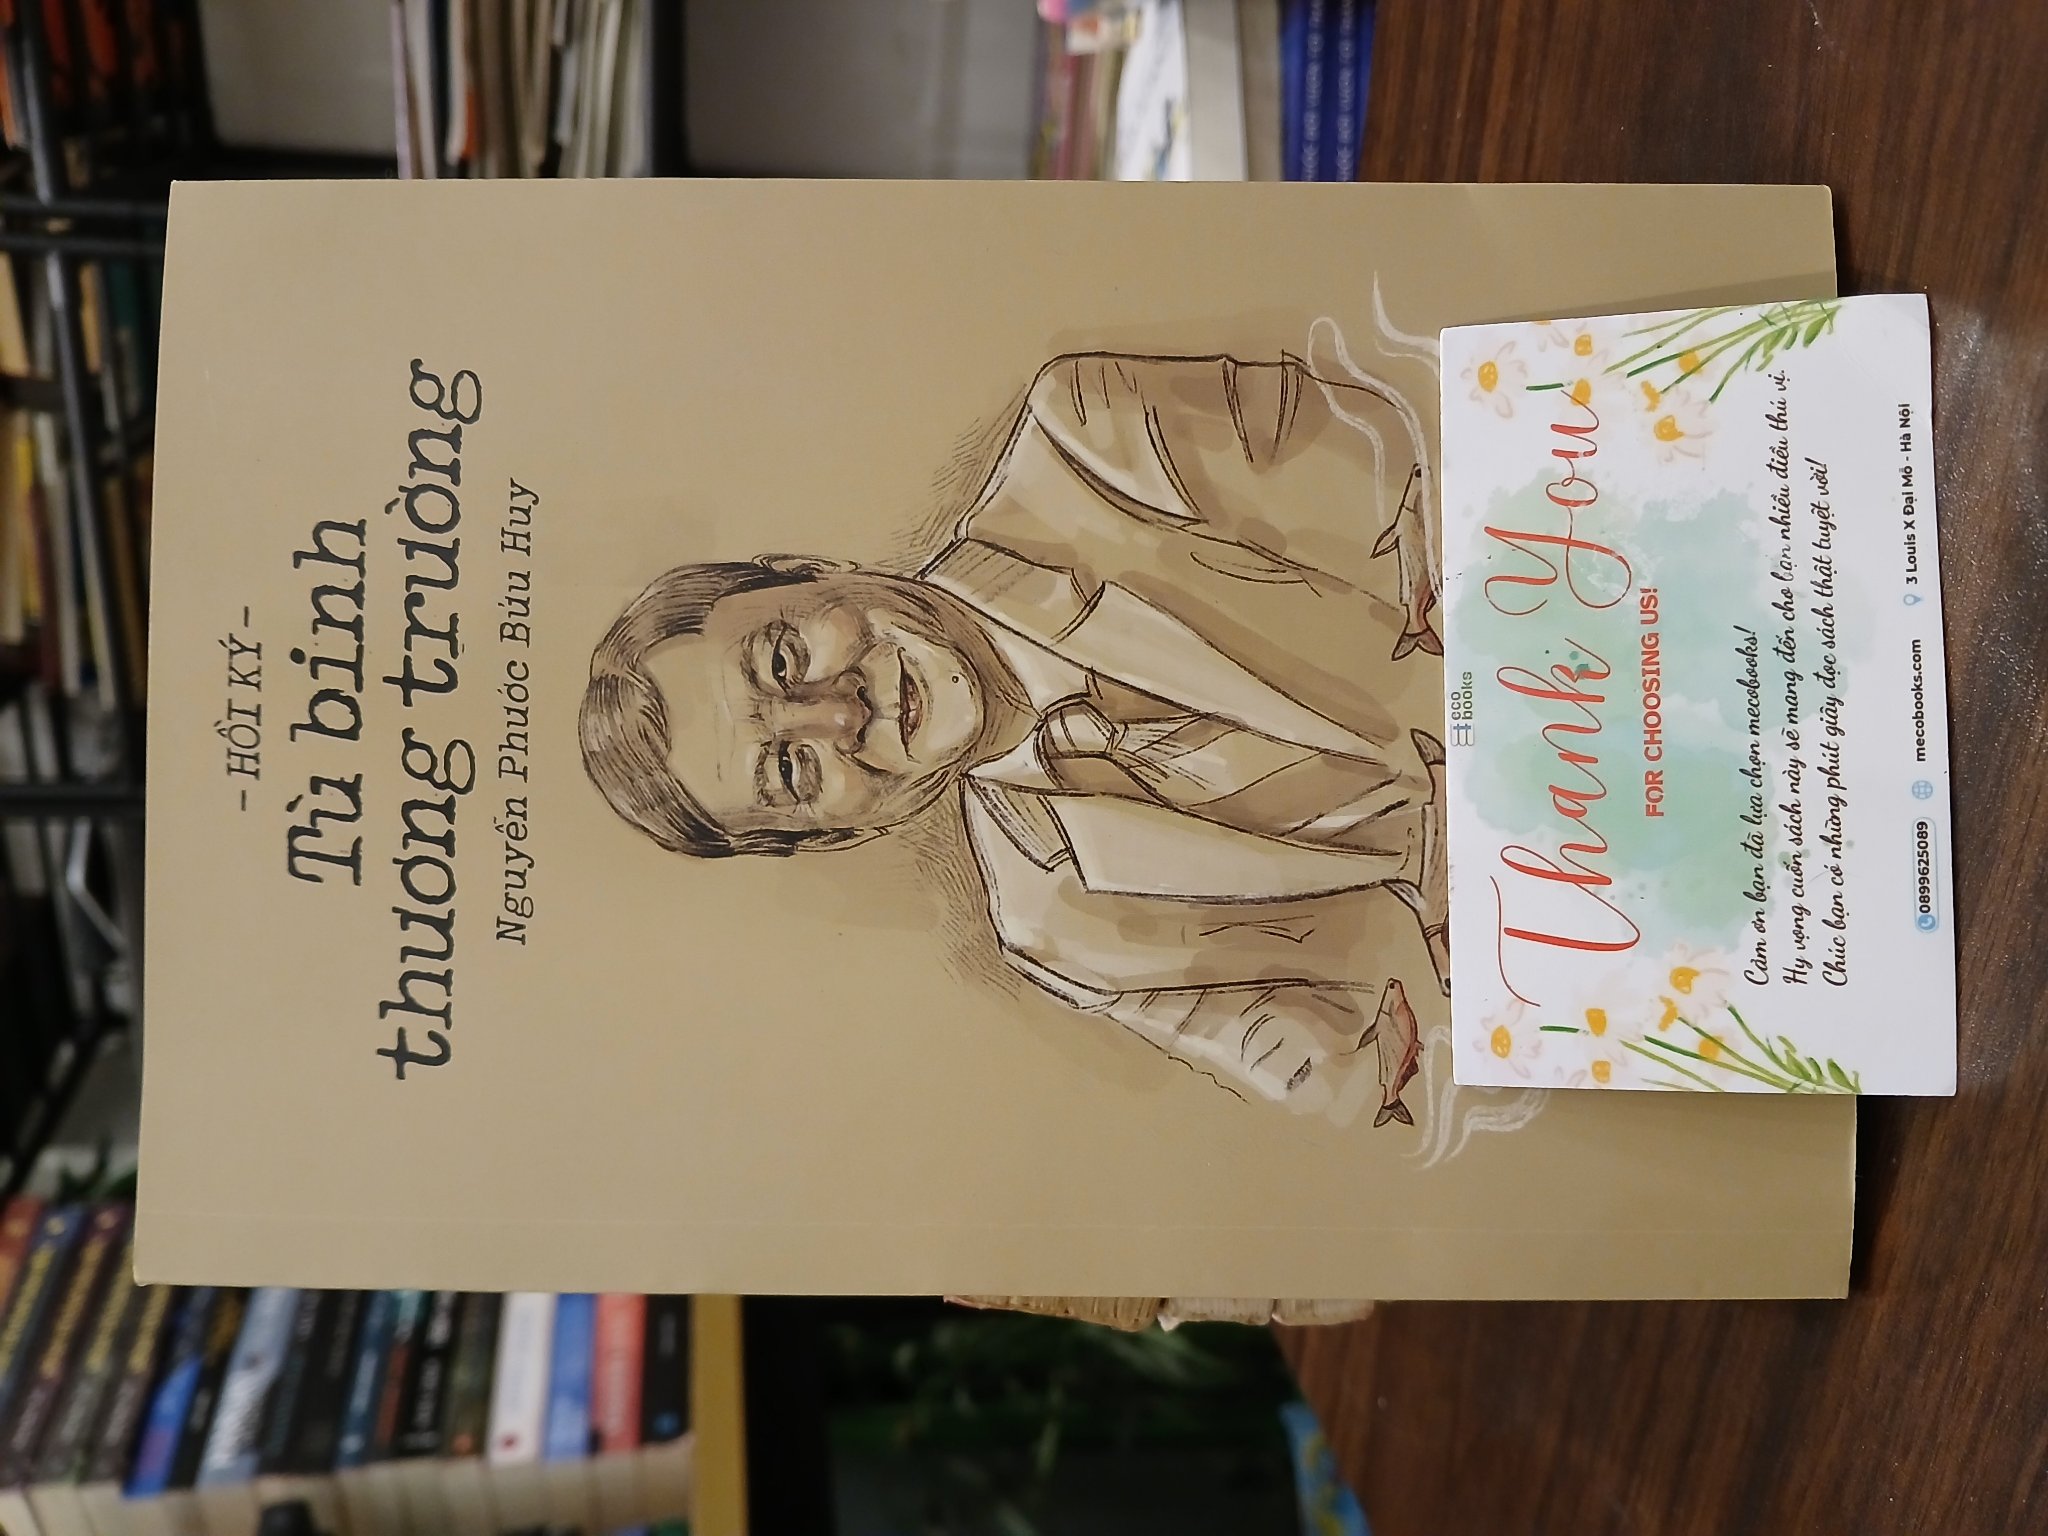 – HỒI KÝ –
Tù binh
thương trường
Nguyễn Phước Bửu Huy
ecco
books
Thank You
FOR CHOOSING US!
Cảm ơn bạn đã lựa chọn mecobooks!
Hy vọng cuốn sách này sẽ mang đến cho bạn nhiều điều thú vị.
Chúc bạn có những phút giây đọc sách thật tuyệt vời!
0899625089 mecobooks.com 3 Louis X Đại Mỗ - Hà Nội